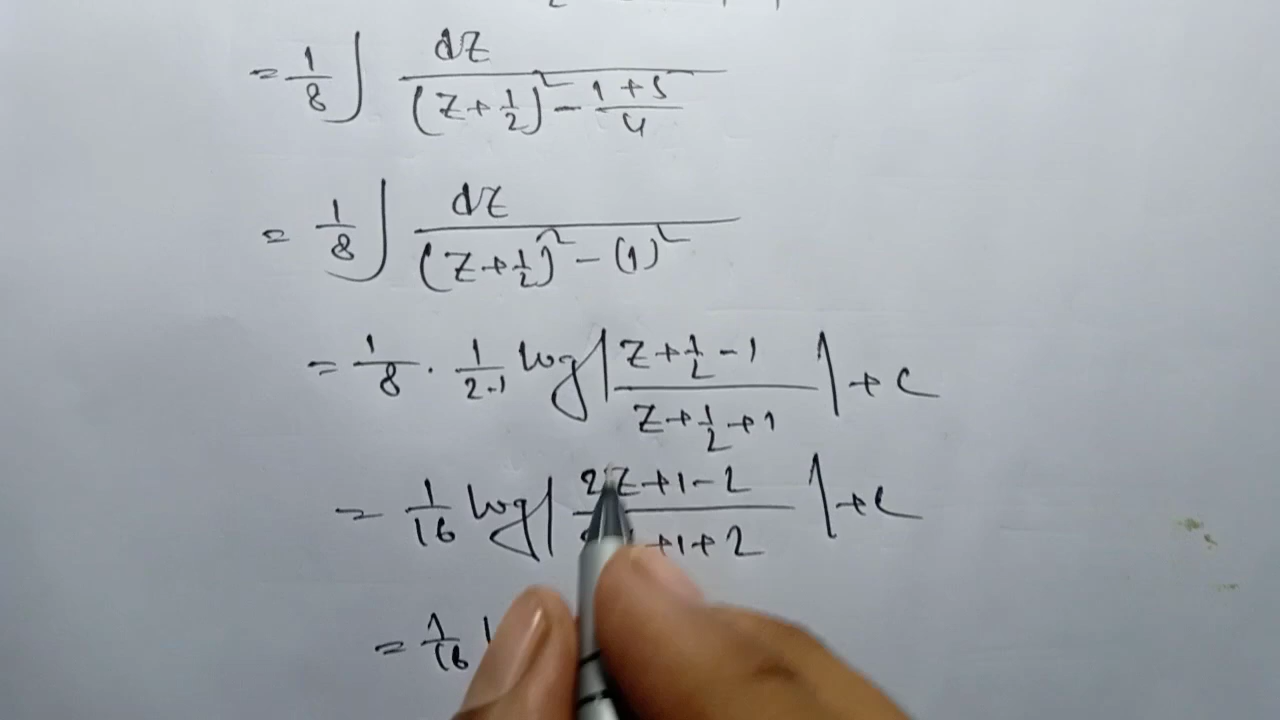 = 1/8 ∫ dz / (z + 1/2)² - 1+5/4
= 1/8 ∫ dz / (z + 1/2)² - (1)²
= 1/8 · 1/2·1 log | z + 1/2 - 1 / z + 1/2 + 1 | + c
= 1/16 log | 2z + 1 - 2 / + 1 + 2 | + c
= 1/16